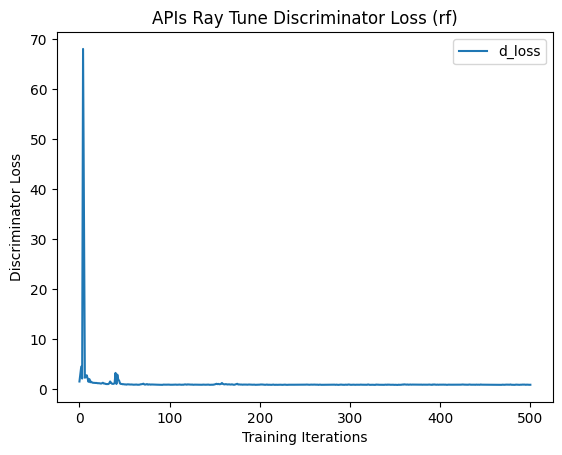 APIs Ray Tune Discriminator Loss (rf)
d_loss
70
60
50
40
30
20
10
0
Discriminator Loss
0 100 200 300 400 500
Training Iterations